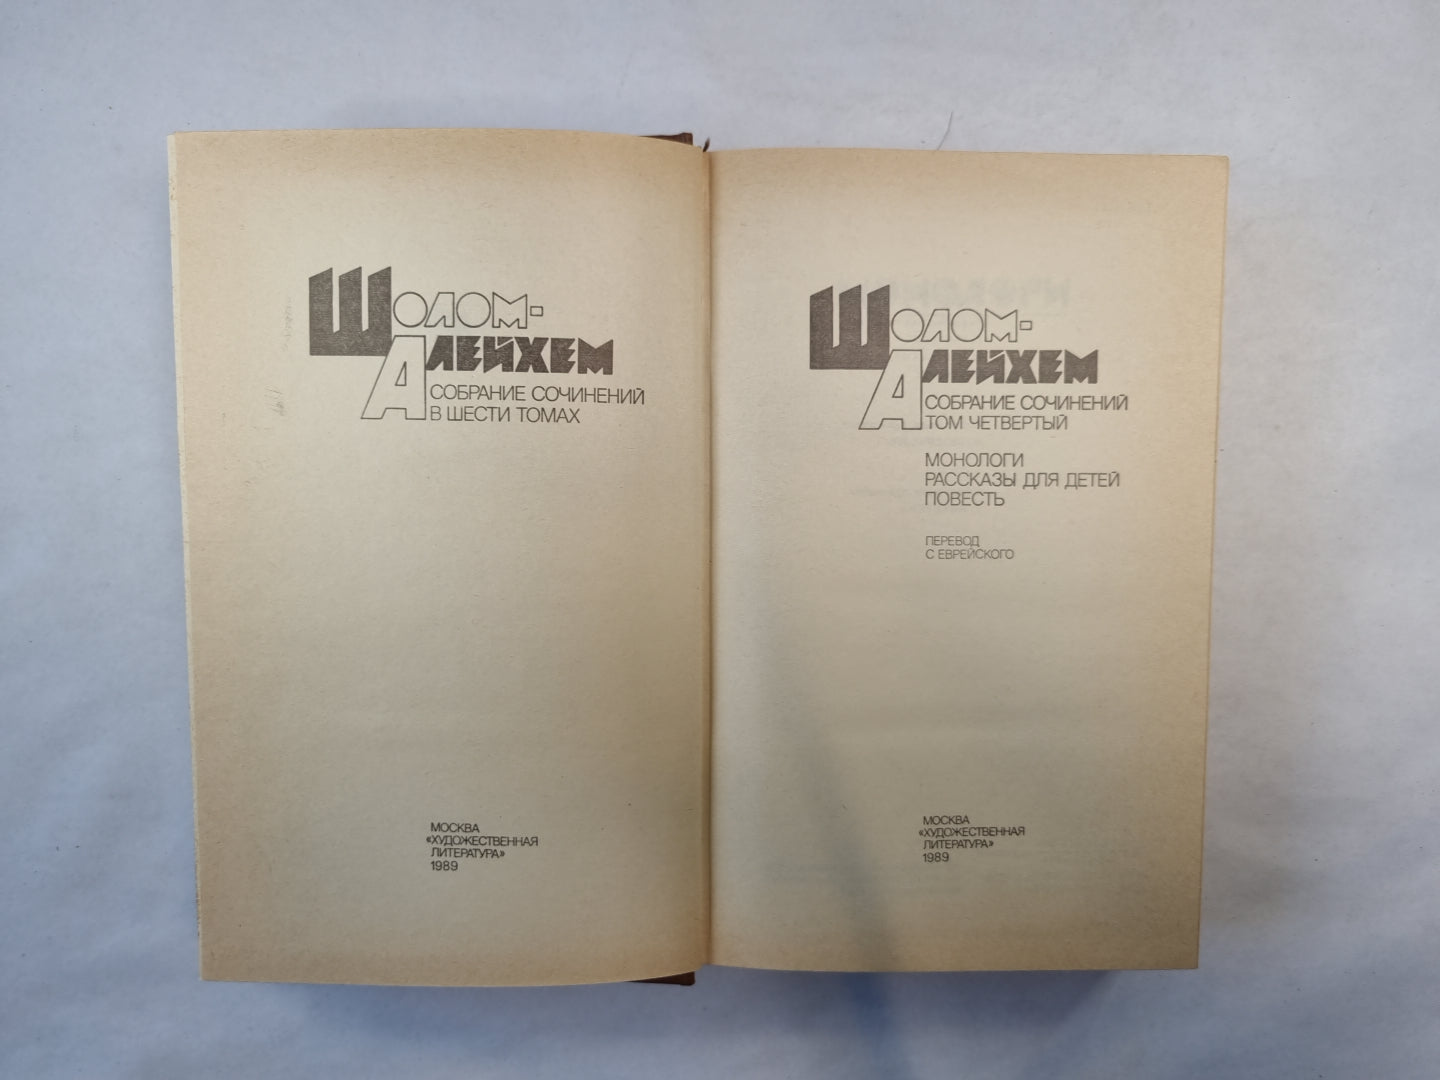 ШОЛОМ-
АЛЕЙХЕМ
СОБРАНИЕ СОЧИНЕНИЙ
В ШЕСТИ ТОМАХ
МОСКВА
«ХУДОЖЕСТВЕННАЯ
ЛИТЕРАТУРА»
1989
ШОЛОМ-
АЛЕЙХЕМ
СОБРАНИЕ СОЧИНЕНИЙ
ТОМ ЧЕТВЕРТЫЙ
МОНОЛОГИ
РАССКАЗЫ ДЛЯ ДЕТЕЙ
ПОВЕСТЬ
ПЕРЕВОД
С ЕВРЕЙСКОГО
МОСКВА
«ХУДОЖЕСТВЕННАЯ
ЛИТЕРАТУРА»
1989